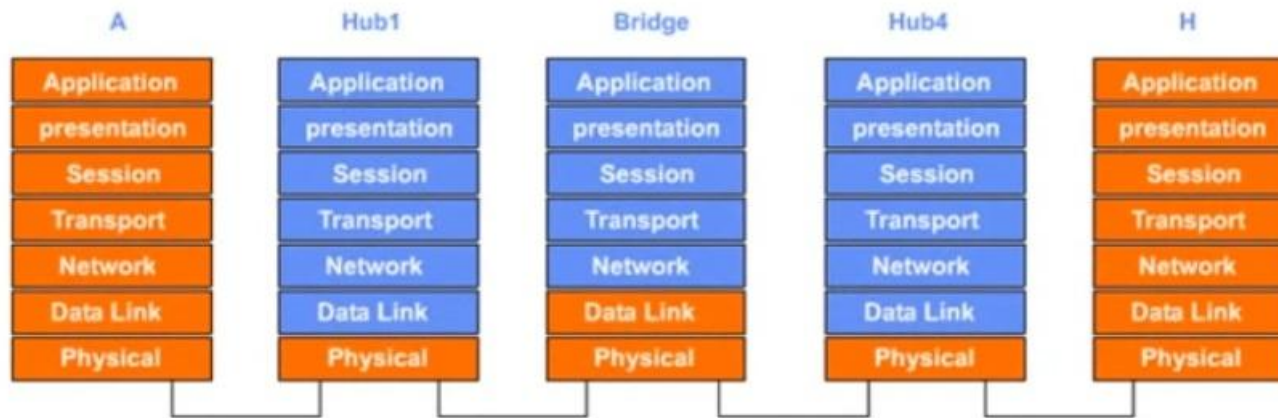 A Hub1 Bridge Hub4 H
Application Application Application Application Application
presentation presentation presentation presentation presentation
Session Session Session Session Session
Transport Transport Transport Transport Transport
Network Network Network Network Network
Data Link Data Link Data Link Data Link Data Link
Physical Physical Physical Physical Physical